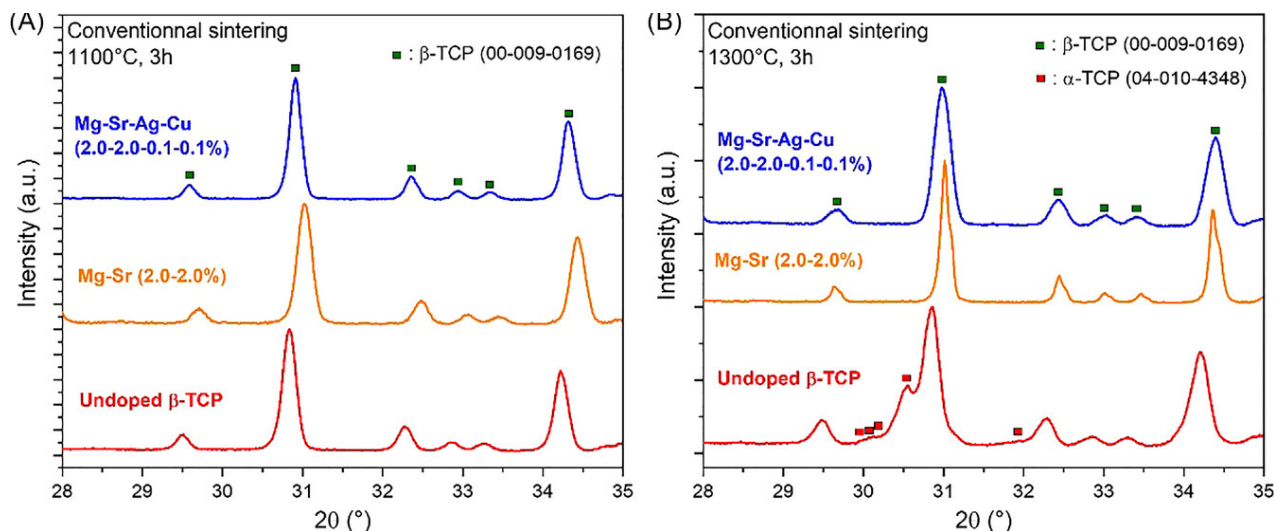 (A)
Conventionnal sintering
1100°C, 3h
■ : β-TCP (00-009-0169)
Mg-Sr-Ag-Cu
(2.0-2.0-0.1-0.1%)
Mg-Sr (2.0-2.0%)
Undoped β-TCP
Intensity (a.u.)
28 29 30 31 32 33 34 35
2θ (°)
(B)
Conventionnal sintering
1300°C, 3h
■ : β-TCP (00-009-0169)
■ : α-TCP (04-010-4348)
Mg-Sr-Ag-Cu
(2.0-2.0-0.1-0.1%)
Mg-Sr (2.0-2.0%)
Undoped β-TCP
Intensity (a.u.)
28 29 30 31 32 33 34 35
2θ (°)